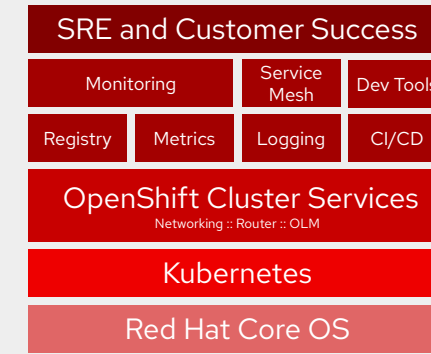 SRE and Customer Success
Monitoring
Service
Mesh
Dev Tools
Registry
Metrics
Logging
CI/CD
OpenShift Cluster Services
Networking :: Router :: OLM
Kubernetes
Red Hat Core OS